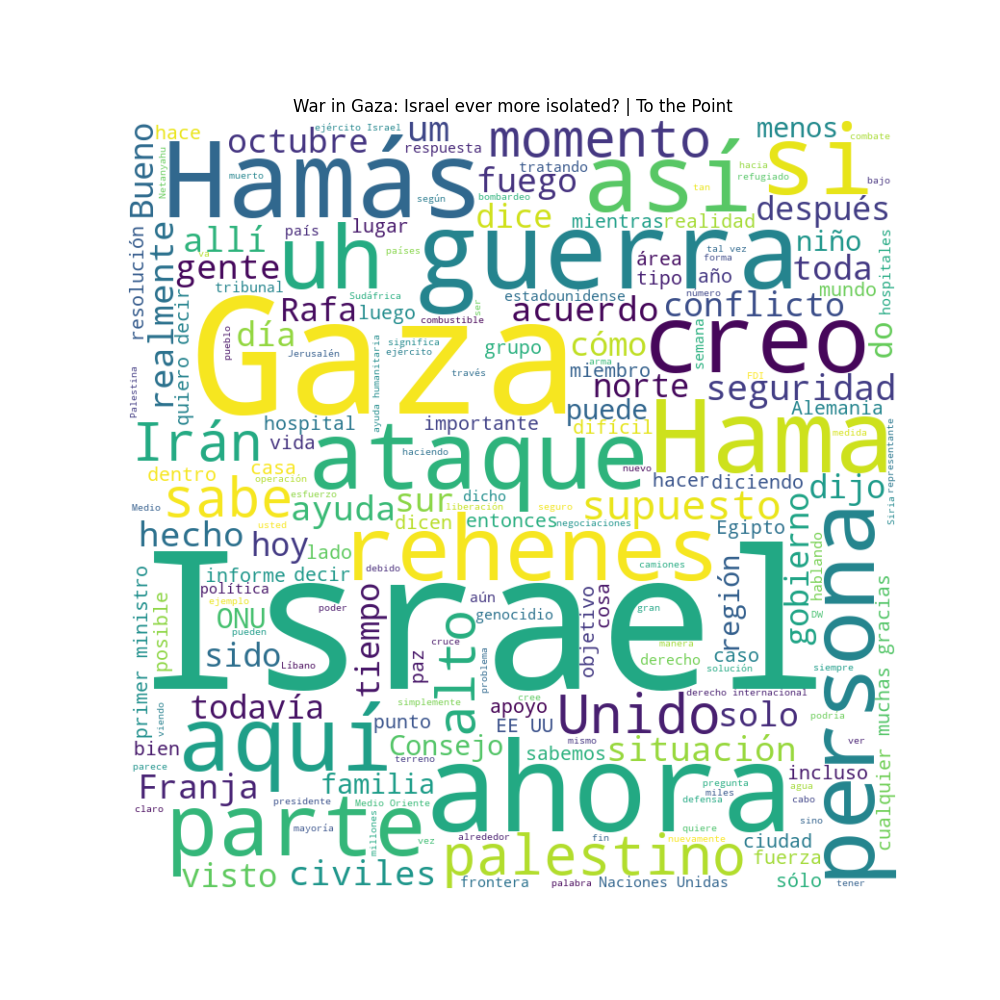 War in Gaza: Israel ever more isolated? | To the Point
hace
octubre
ejército Israel
um
respuesta
momento
menos
combate
Bueno
Netanyahu
muerto
Hamás
según
fuego
tratando
bombardeo
así
tan
hacia
refugiado
si
bajo
dice
mientras
realidad
después
resolución
realmente
allí
va
país
lugar
uh
países
guerra
área
tipo
tal vez
forma
año
niño
toda
mundo
hospitales
gente
tribunal
quiero decir
Rafa
Sudáfrica
luego
combustible
ser
estadounidense
acuerdo
numero
conflicto
do
Gaza
pueblo
día
Jerusalén
significa
ejército
ayuda humanitaria
grupo
través
cómo
miembro
arma
semana
creo
norte
FDI
seguridad
Palestina
Irán
hospital
vida
importante
puede
difícil
Hama
Alemania
medida
representante
ataque
haciendo
nuevo
hacer
diciendo
dentro
casa
operación
esfuerzo
Medio
sabe
ayuda
sur
dicho
liberación
seguro
supuesto
dijo
Siria
hecho
usted
hoy
lado
dicen
entonces
negociaciones
Egipto
gobierno
hablando
persona
rehenes
debido
camiones
región
primer ministro
posible
informe
decir
política
ejemplo
ONU
pueden
poder
tiempo
aún
genocidio
objetivo
cosa
gran
DW
Israel
sido
Líbano
cruce
paz
alto
problema
manera
derecho
caso
solución
siempre
cualquier muchas gracias
todavía
viendo
simplemente
cree
apoyo
derecho internacional
podría
bien
parece
aquí
punto
terreno
Consejo
EE UU
mismo
Unido
solo
sabemos
situación
ver
Franja
claro
presidente
familia
Medio Oriente
ahora
pregunta
miles
defensa
incluso
agua
cabo
parte
mayoría
millones
vez
alrededor
fin
quiere
nuevamente
sino
ciudad
visto
civiles
palestino
frontera
palabra
Naciones Unidas
fuerza
sólo
tener